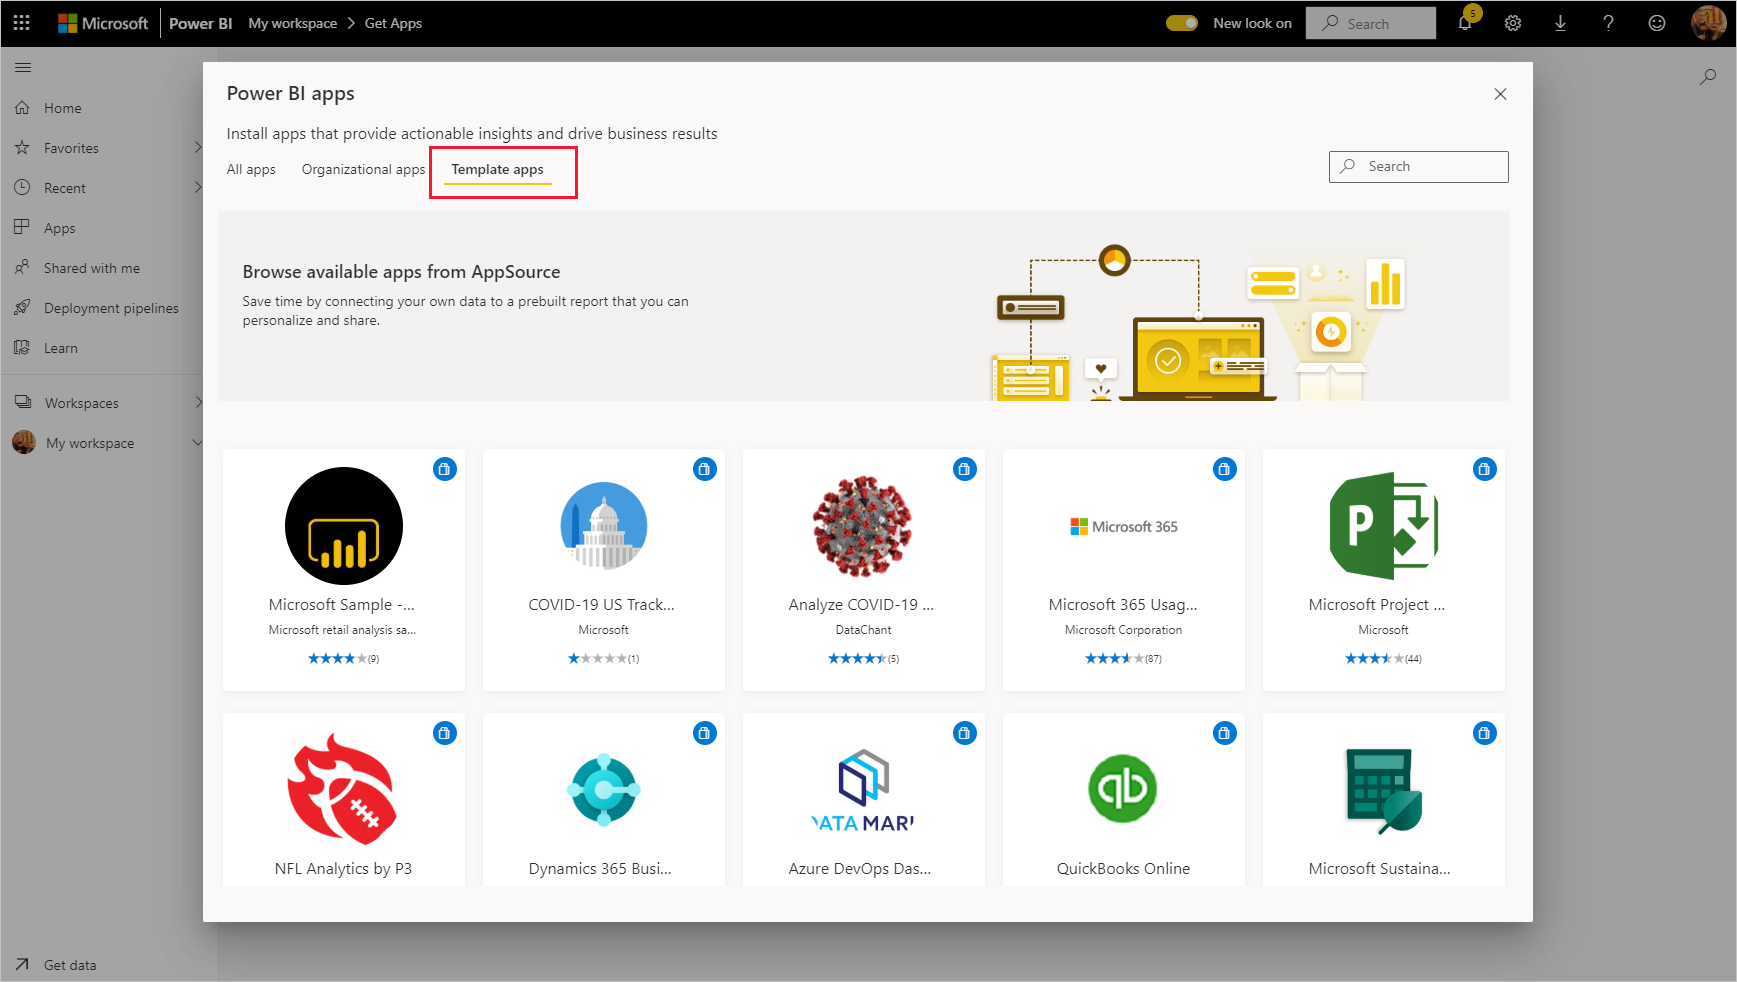 Microsoft Power BI My workspace > Get Apps New look on Search 5
Home
Favorites
Recent
Apps
Shared with me
Deployment pipelines
Learn
Workspaces
My workspace
Get data
Power BI apps
Install apps that provide actionable insights and drive business results
All apps Organizational apps Template apps Search
Browse available apps from AppSource
Save time by connecting your own data to a prebuilt report that you can
personalize and share.
Microsoft 365
P
Microsoft Sample -... COVID-19 US Track... Analyze COVID-19 ... Microsoft 365 Usag... Microsoft Project ...
Microsoft retail analysis sa... Microsoft DataChant Microsoft Corporation Microsoft
(9) (1) (5) (87) (44)
qb
DATA MARK
NFL Analytics by P3 Dynamics 365 Busi... Azure DevOps Das... QuickBooks Online Microsoft Sustaina...